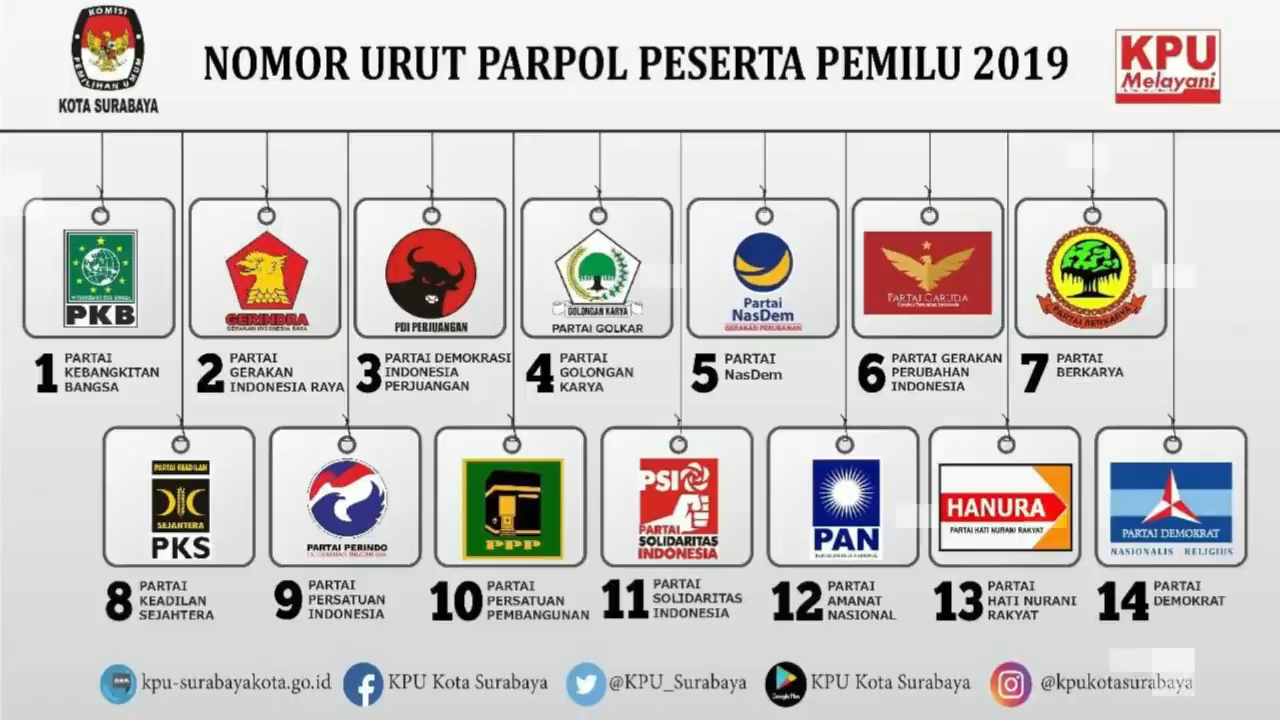 KOMISI
PEMILIHAN UMUM
KOTA SURABAYA
NOMOR URUT PARPOL PESERTA PEMILU 2019
KPU
Melayani
PKB
1 PARTAI
KEBANGKITAN
BANGSA
GERINDRA
GERAKAN INDONESIA RAYA
2 PARTAI
GERAKAN
INDONESIA RAYA
PDI PERJUANGAN
3 PARTAI DEMOKRASI
INDONESIA
PERJUANGAN
GOLONGAN KARYA
PARTAI GOLKAR
4 PARTAI
GOLONGAN
KARYA
Partai
NasDem
GERAKAN PERUBAHAN
5 PARTAI
NasDem
PARTAI GARUDA
6 PARTAI GERAKAN
PERUBAHAN
INDONESIA
PARTAI BERKARYA
7 PARTAI
BERKARYA
PARTAI KEADILAN
SEJAHTERA
PKS
8 PARTAI
KEADILAN
SEJAHTERA
PARTAI PERINDO
9 PARTAI
PERSATUAN
INDONESIA
PPP
10 PARTAI
PERSATUAN
PEMBANGUNAN
PSI
PARTAI
SOLIDARITAS
INDONESIA
11 PARTAI
SOLIDARITAS
INDONESIA
PAN
12 PARTAI
AMANAT
NASIONAL
HANURA
PARTAI HATI NURANI RAKYAT
13 PARTAI
HATI NURANI
RAKYAT
PARTAI DEMOKRAT
NASIONALIS RELIGIUS
14 PARTAI
DEMOKRAT
kpu-surabayakota.go.id
KPU Kota Surabaya
@KPU_Surabaya
Google Play
KPU Kota Surabaya
@kpukotasurabaya